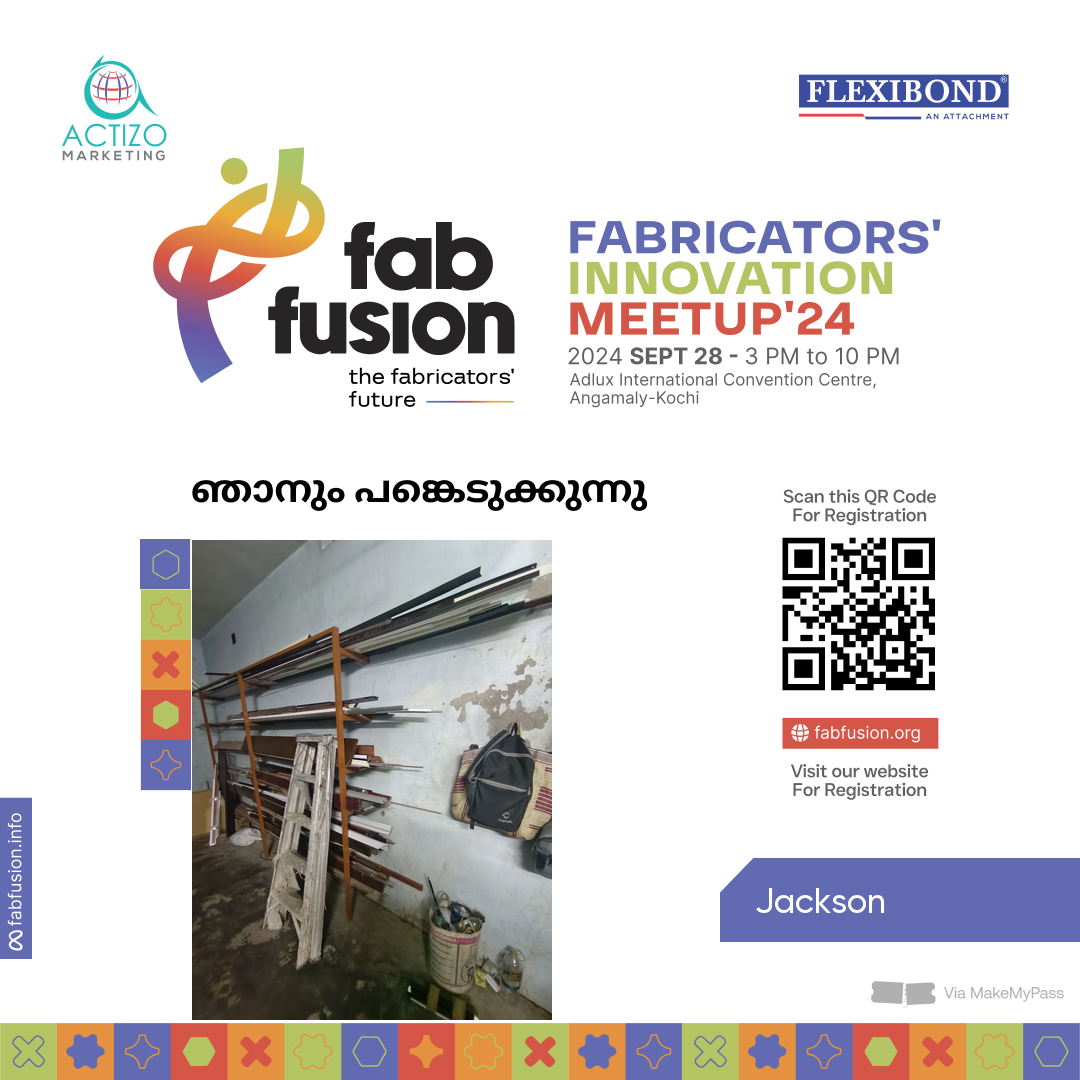 ACTIZO
MARKETING
FLEXIBOND®
AN ATTACHMENT
fab
fusion
the fabricators'
future
FABRICATORS'
INNOVATION
MEETUP'24
2024 SEPT 28 - 3 PM to 10 PM
Adlux International Convention Centre,
Angamaly-Kochi
ഞാനും പങ്കെടുക്കുന്നു
Scan this QR Code
For Registration
fabfusion.org
Visit our website
For Registration
fabfusion.info
Jackson
Via MakeMyPass